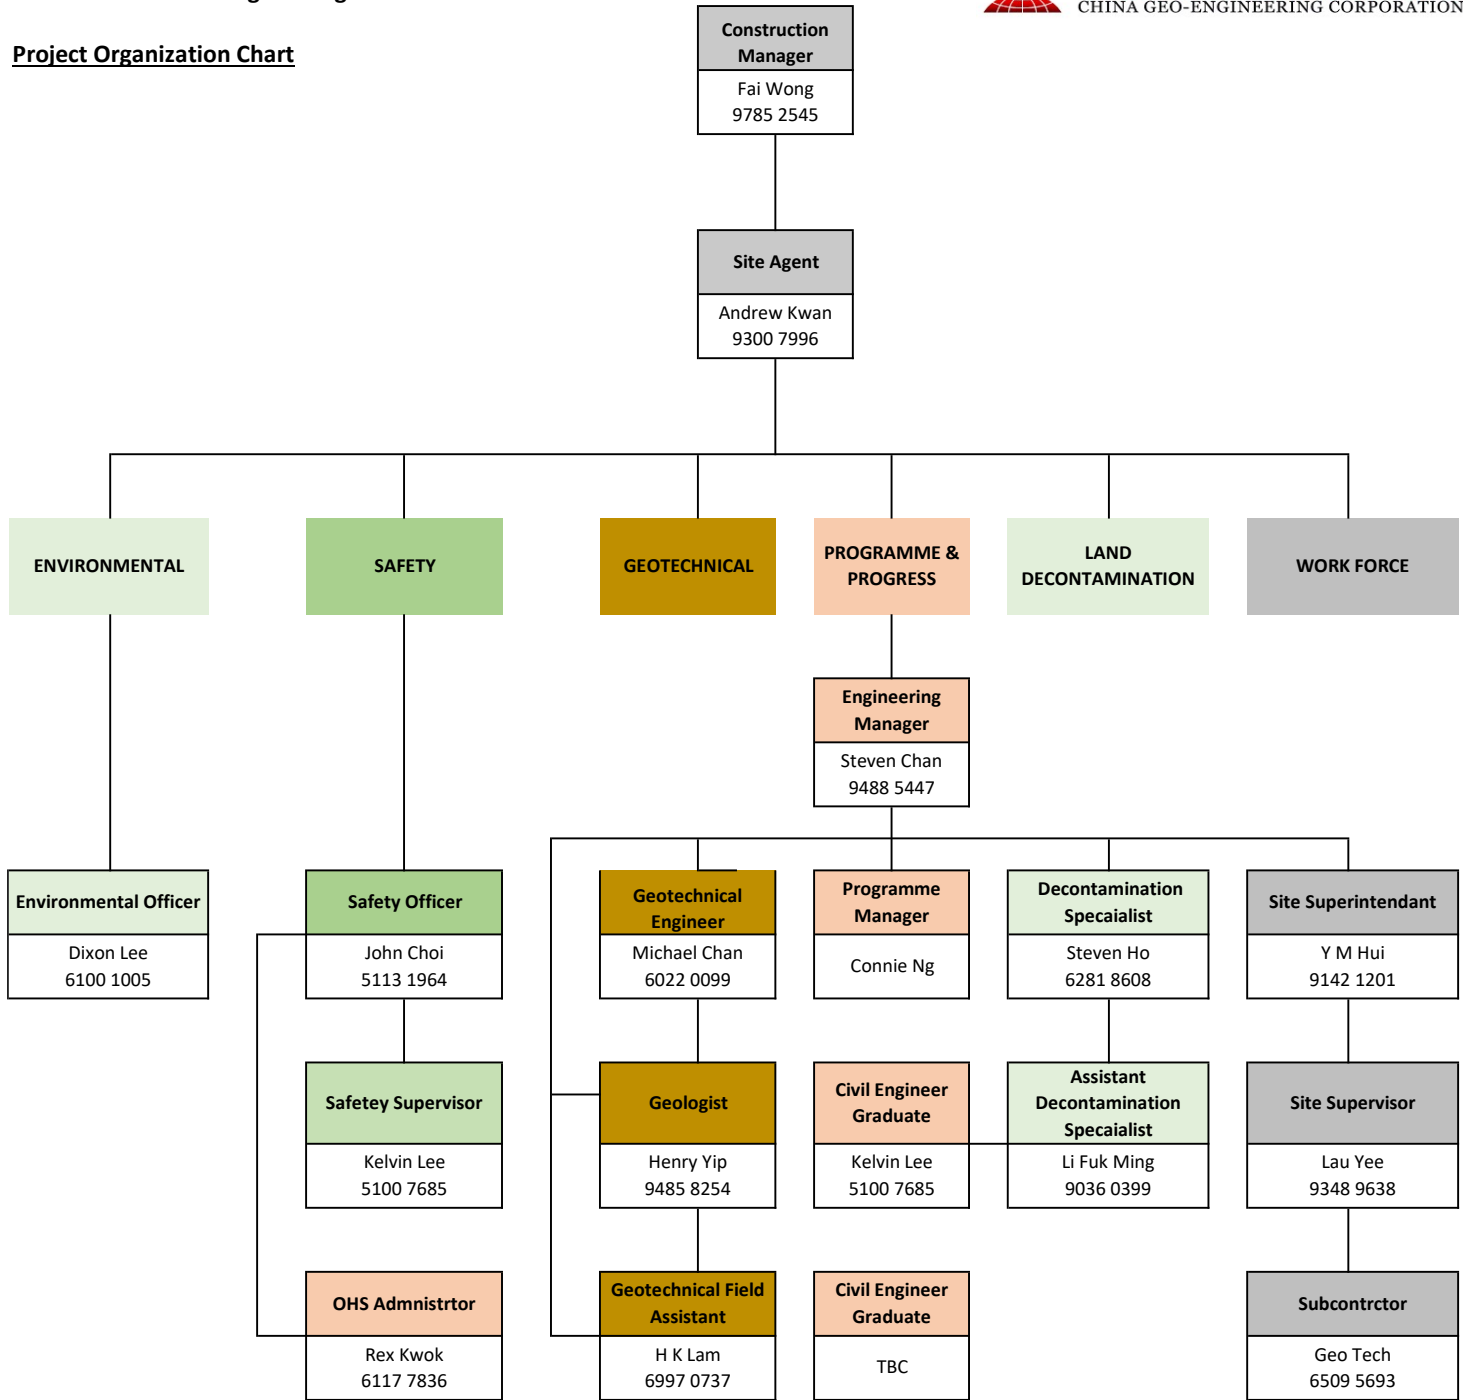 CHINA GEO-ENGINEERING CORPORATION
Project Organization Chart
Construction
Manager
Fai Wong
9785 2545
Site Agent
Andrew Kwan
9300 7996
ENVIRONMENTAL
SAFETY
GEOTECHNICAL
PROGRAMME &
PROGRESS
LAND
DECONTAMINATION
WORK FORCE
Engineering
Manager
Steven Chan
9488 5447
Environmental Officer
Dixon Lee
6100 1005
Safety Officer
John Choi
5113 1964
Geotechnical
Engineer
Michael Chan
6022 0099
Programme
Manager
Connie Ng
Decontamination
Specaialist
Steven Ho
6281 8608
Site Superintendant
Y M Hui
9142 1201
Safetey Supervisor
Kelvin Lee
5100 7685
Geologist
Henry Yip
9485 8254
Civil Engineer
Graduate
Kelvin Lee
5100 7685
Assistant
Decontamination
Specaialist
Li Fuk Ming
9036 0399
Site Supervisor
Lau Yee
9348 9638
OHS Admnistrtor
Rex Kwok
6117 7836
Geotechnical Field
Assistant
H K Lam
6997 0737
Civil Engineer
Graduate
TBC
Subcontrctor
Geo Tech
6509 5693